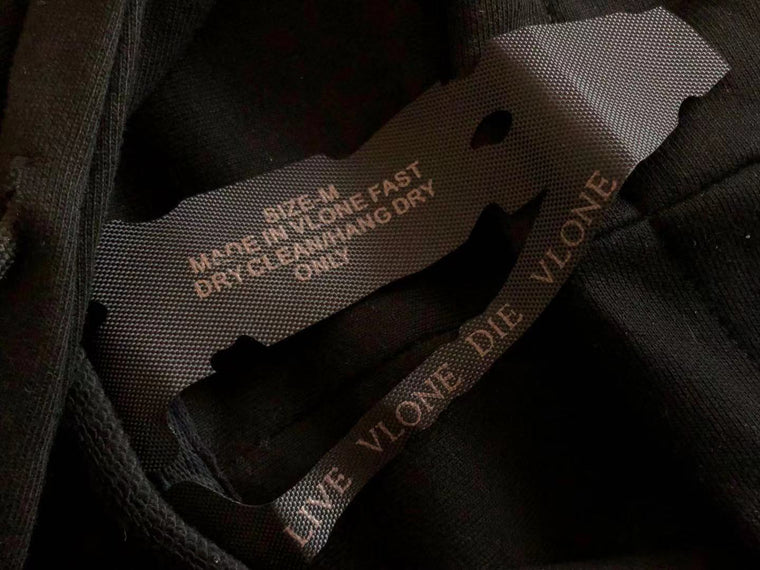 SIZE-M
MADE IN VLONE FAST
DRY CLEAN/HANG DRY
ONLY
LIVE VLONE DIE VLONE